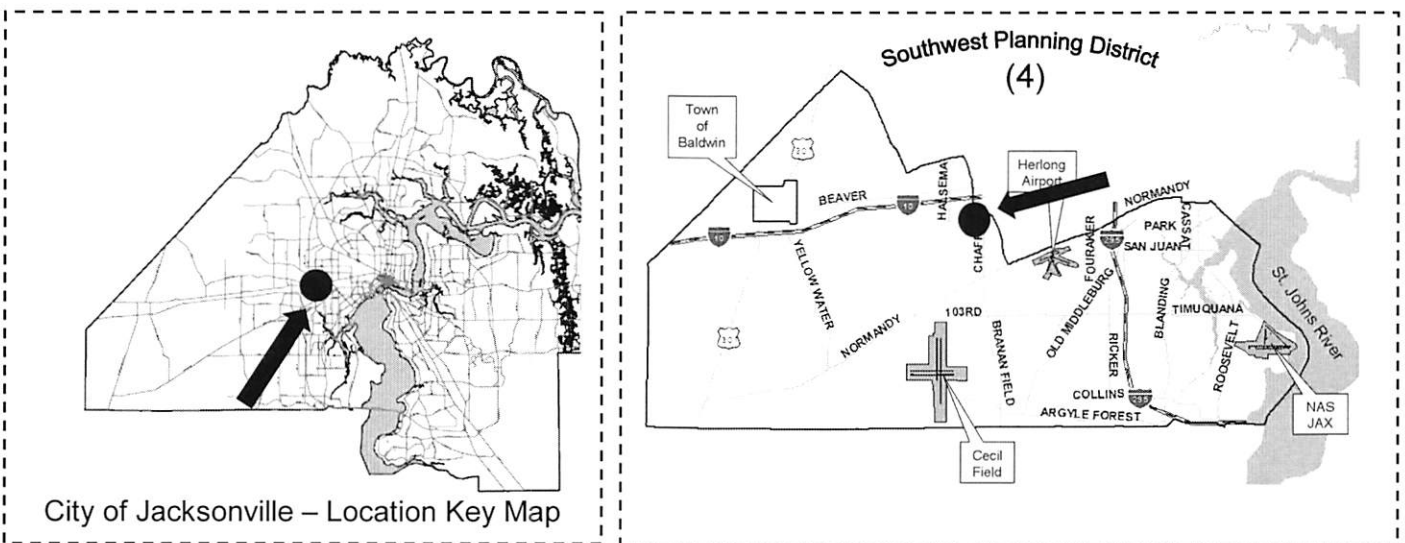 City of Jacksonville – Location Key Map
Southwest Planning District
(4)
Town
of
Baldwin
Herlong
Airport
BEAVER
HALSEMA
10
10
NORMANDY
PARK
CASAT
SAN JUAN
FOURAKER
YELLOW WATER
OLD MIDDLEBURG
BLANDING
TIMUQUANA
ROOSEVELT
St. Johns River
NORMANDY
103RD
BRANAN FIELD
RICKER
COLLINS
ARGYLE FOREST
NAS
JAX
Cecil
Field